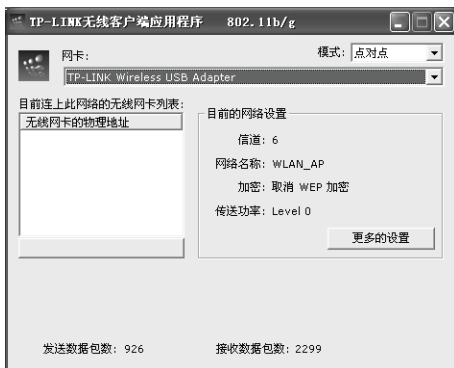 TP-LINK无线客户端应用程序 802.11b/g
网卡: 模式: 点对点
TP-LINK Wireless USB Adapter
目前连上此网络的无线网卡列表:
无线网卡的物理地址
目前的网络设置
信道: 6
网络名称: WLAN_AP
加密: 取消 WEP 加密
传送功率: Level 0
更多的设置
发送数据包数: 926 接收数据包数: 2299